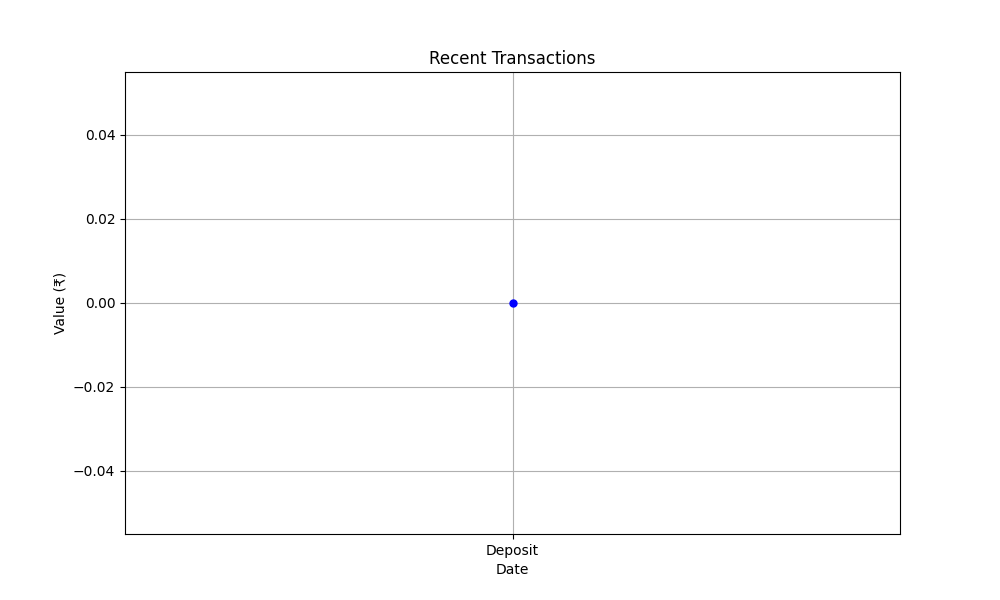 Recent Transactions
0.04
0.02
0.00
−0.02
−0.04
Value (₹)
Deposit
Date